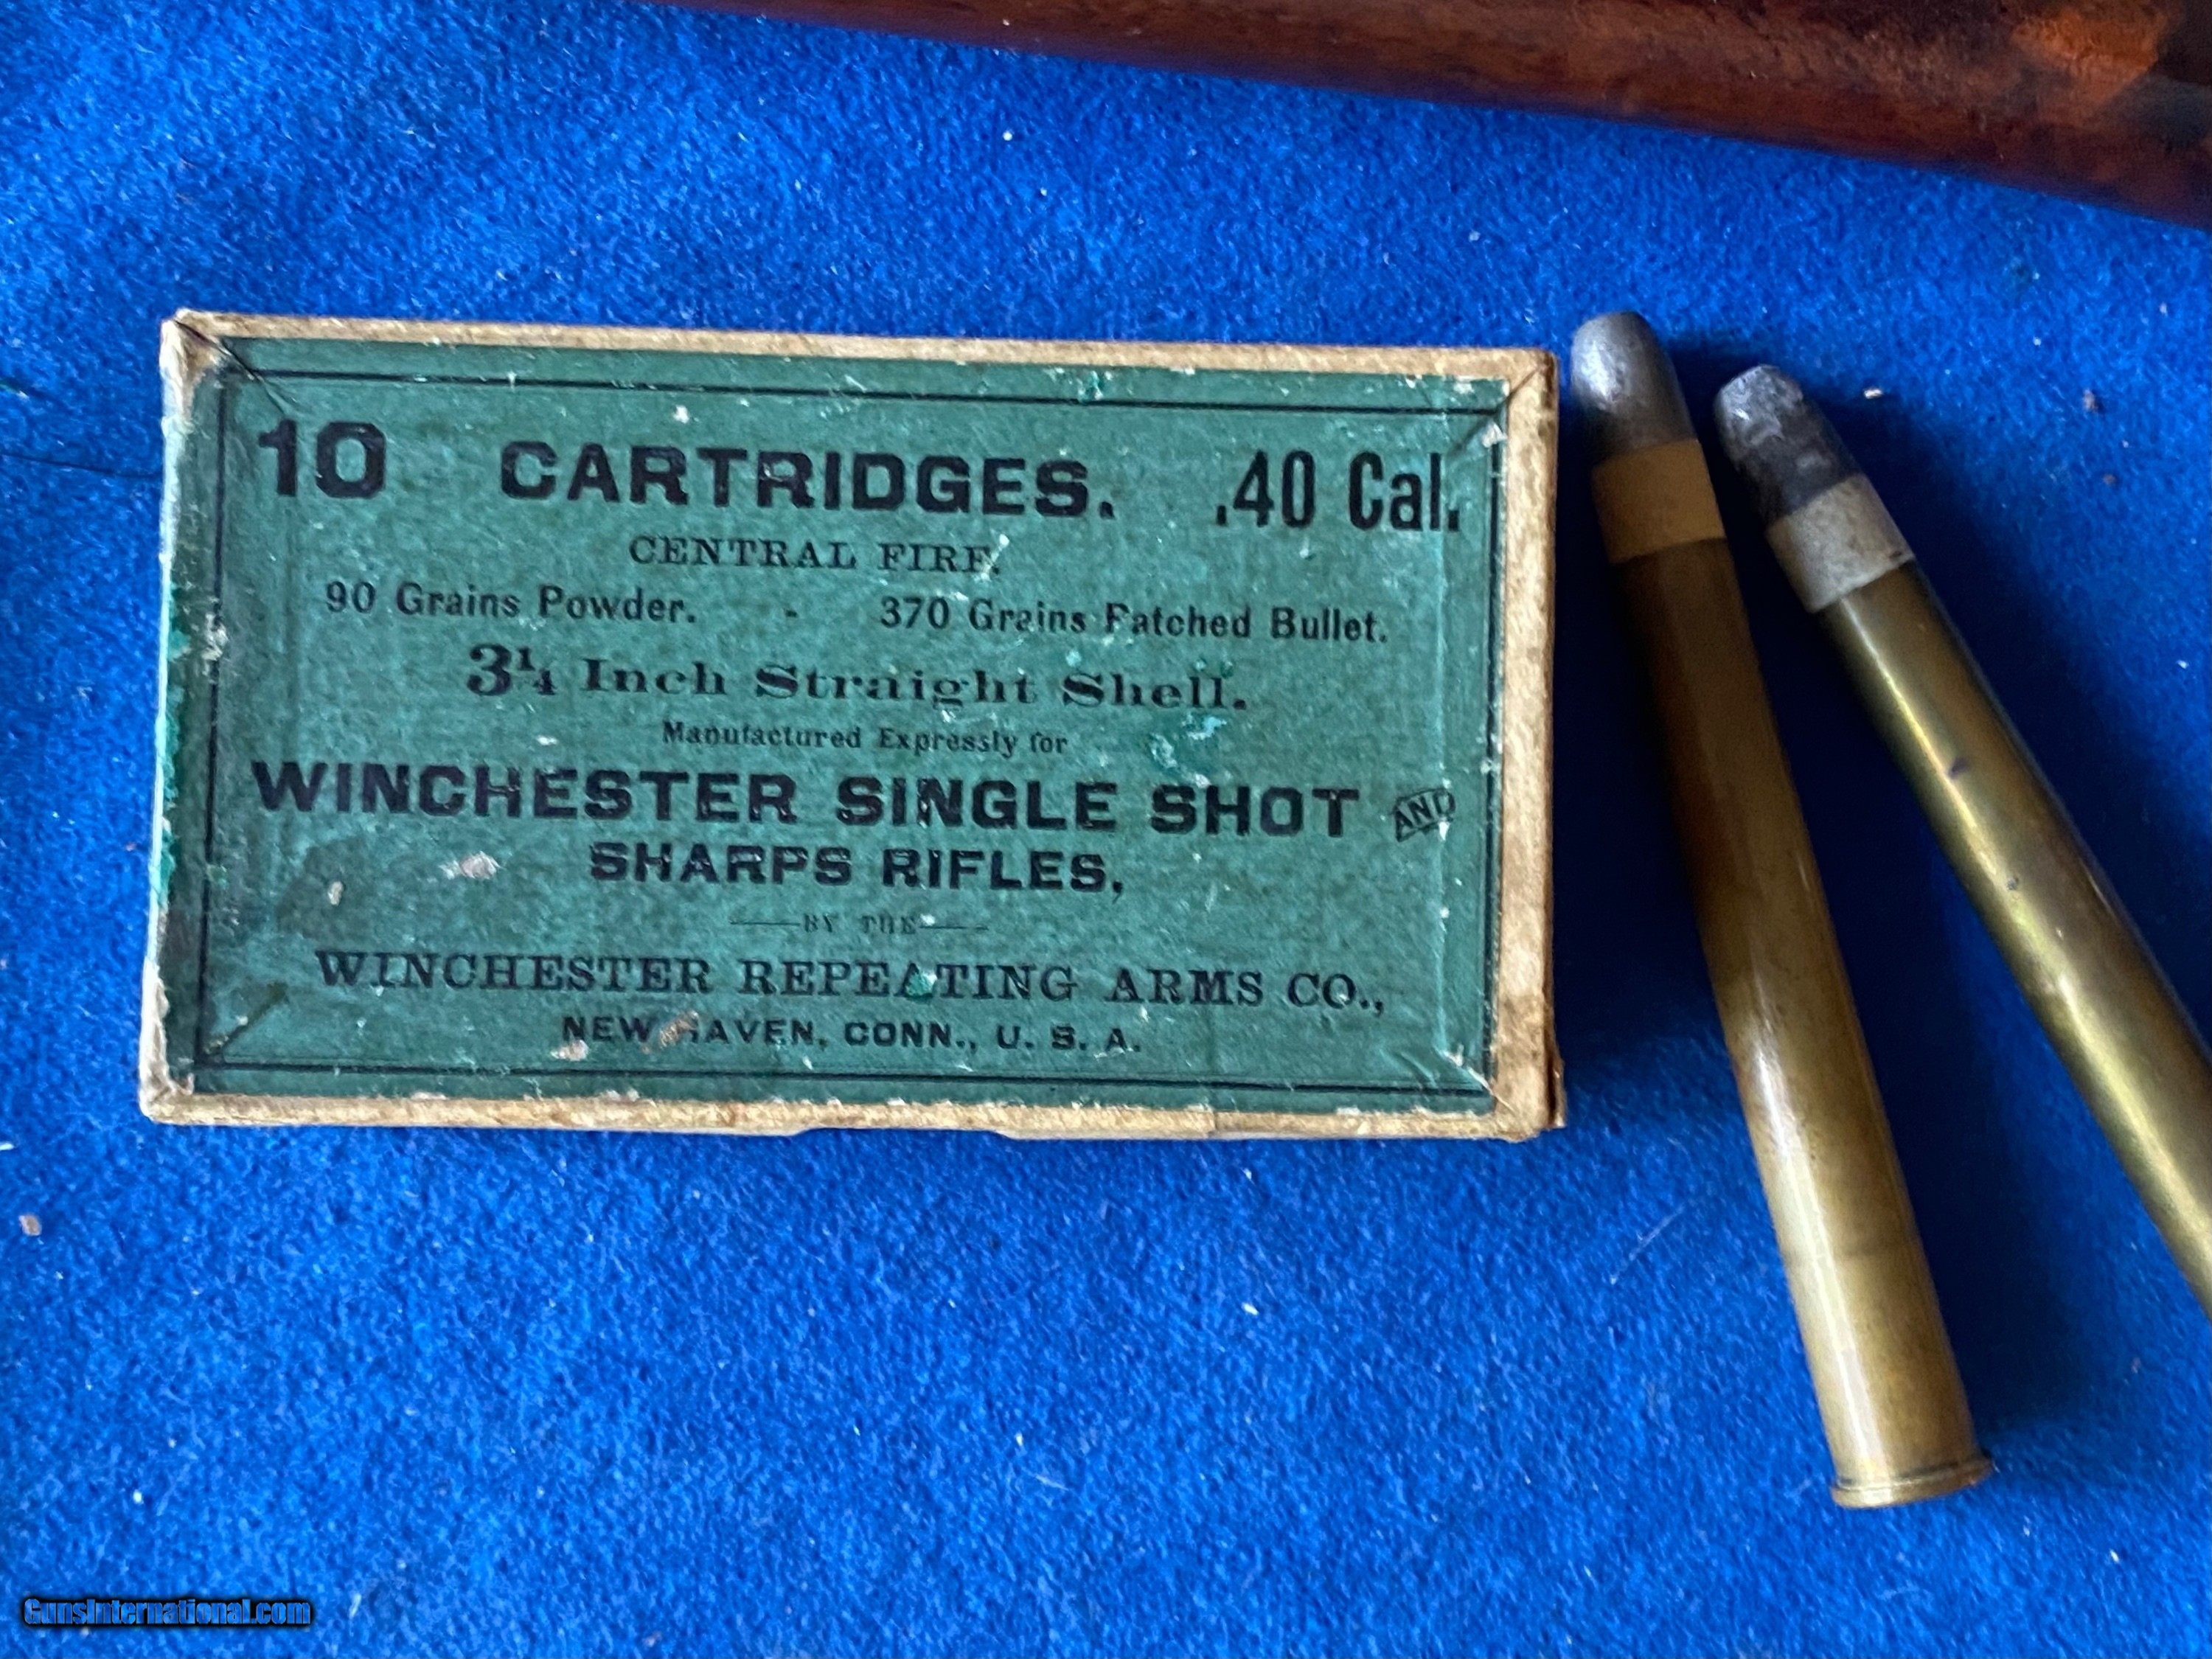 10 CARTRIDGES. .40 Cal.
CENTRAL FIRE.
90 Grains Powder. - 370 Grains Patched Bullet.
3¼ Inch Straight Shell.
Manufactured Expressly for
WINCHESTER SINGLE SHOT AND
SHARPS RIFLES,
BY THE
WINCHESTER REPEATING ARMS CO.,
NEW HAVEN, CONN., U. S. A.
GunsInternational.com